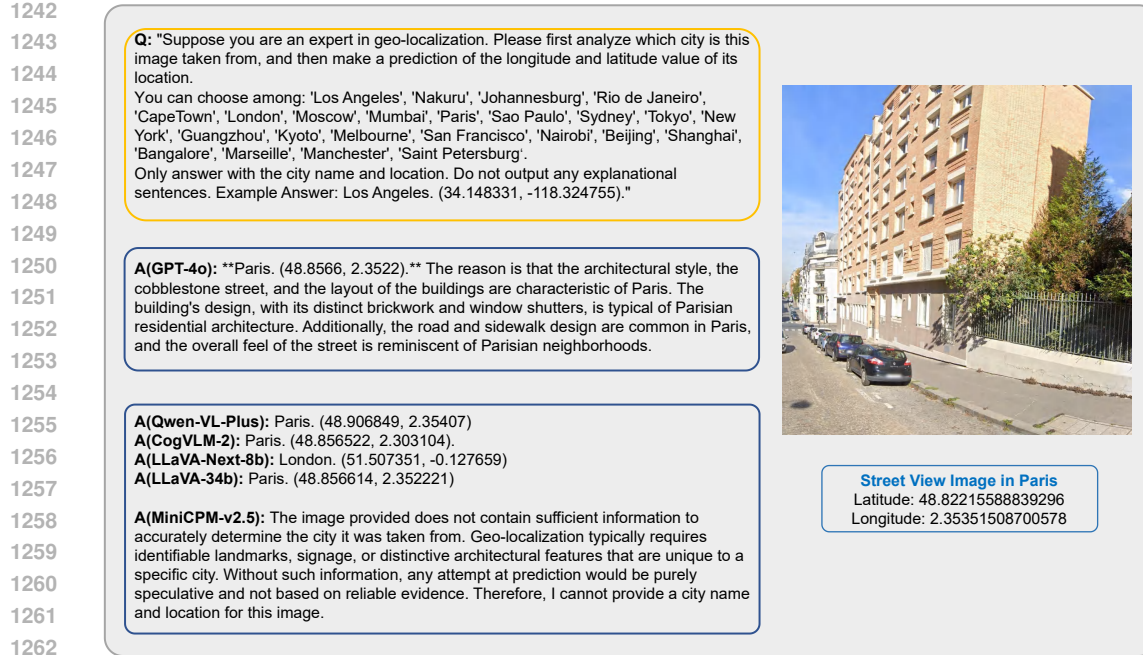 1242
1243
1244
1245
1246
1247
1248
1249
1250
1251
1252
1253
1254
1255
1256
1257
1258
1259
1260
1261
1262
Q: "Suppose you are an expert in geo-localization. Please first analyze which city is this
image taken from, and then make a prediction of the longitude and latitude value of its
location.
You can choose among: 'Los Angeles', 'Nakuru', 'Johannesburg', 'Rio de Janeiro',
'CapeTown', 'London', 'Moscow', 'Mumbai', 'Paris', 'Sao Paulo', 'Sydney', 'Tokyo', 'New
York', 'Guangzhou', 'Kyoto', 'Melbourne', 'San Francisco', 'Nairobi', 'Beijing', 'Shanghai',
'Bangalore', 'Marseille', 'Manchester', 'Saint Petersburg‘.
Only answer with the city name and location. Do not output any explanational
sentences. Example Answer: Los Angeles. (34.148331, -118.324755)."
A(GPT-4o): **Paris. (48.8566, 2.3522).** The reason is that the architectural style, the
cobblestone street, and the layout of the buildings are characteristic of Paris. The
building's design, with its distinct brickwork and window shutters, is typical of Parisian
residential architecture. Additionally, the road and sidewalk design are common in Paris,
and the overall feel of the street is reminiscent of Parisian neighborhoods.
A(Qwen-VL-Plus): Paris. (48.906849, 2.35407)
A(CogVLM-2): Paris. (48.856522, 2.303104).
A(LLaVA-Next-8b): London. (51.507351, -0.127659)
A(LLaVA-34b): Paris. (48.856614, 2.352221)
A(MiniCPM-v2.5): The image provided does not contain sufficient information to
accurately determine the city it was taken from. Geo-localization typically requires
identifiable landmarks, signage, or distinctive architectural features that are unique to a
specific city. Without such information, any attempt at prediction would be purely
speculative and not based on reliable evidence. Therefore, I cannot provide a city name
and location for this image.
Street View Image in Paris
Latitude: 48.82215588839296
Longitude: 2.35351508700578